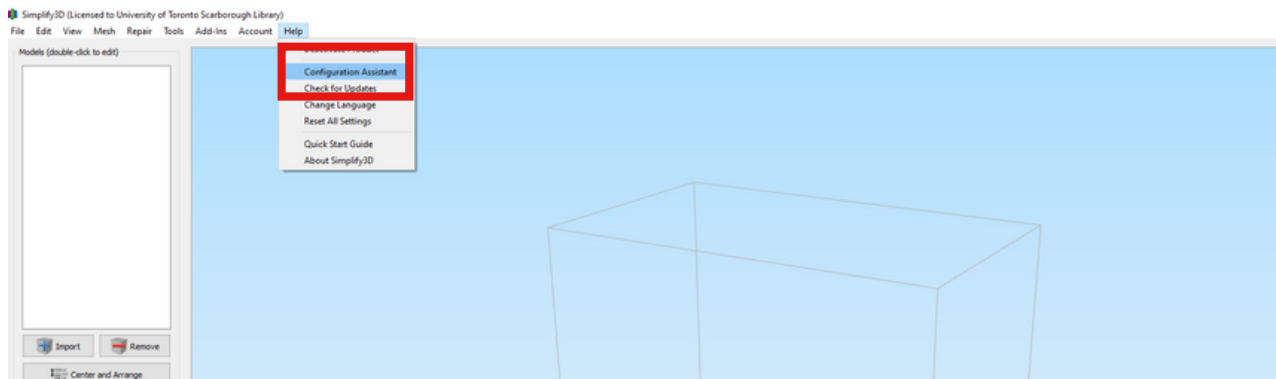 Simplify3D (Licensed to University of Toronto Scarborough Library)
File Edit View Mesh Repair Tools Add-Ins Account Help
Models (double-click to edit)
Configuration Assistant
Check for Updates
Change Language
Reset All Settings
Quick Start Guide
About Simplify3D
Import Remove
Center and Arrange